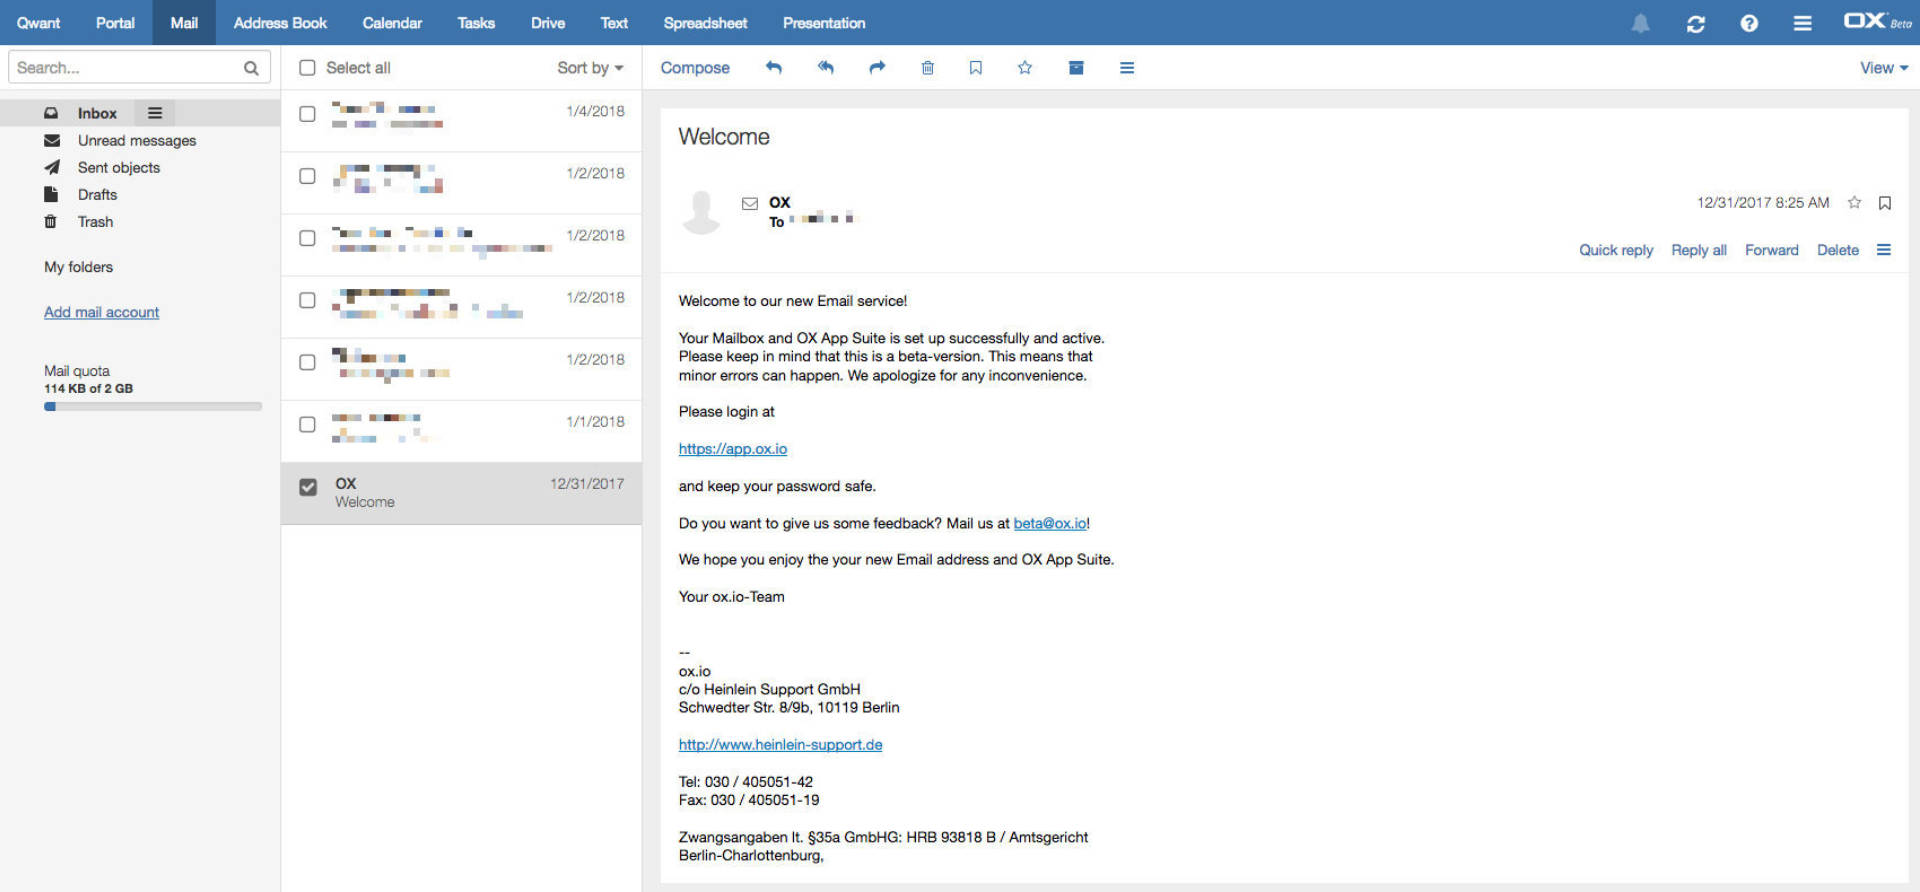 Qwant Portal Mail Address Book Calendar Tasks Drive Text Spreadsheet Presentation OX Beta
Search...
Inbox
Unread messages
Sent objects
Drafts
Trash
My folders
Add mail account
Mail quota
114 KB of 2 GB
Select all Sort by
1/4/2018
1/2/2018
1/2/2018
1/2/2018
1/2/2018
1/1/2018
OX 12/31/2017
Welcome
Compose View
Welcome
OX 12/31/2017 8:25 AM
To
Quick reply Reply all Forward Delete
Welcome to our new Email service!
Your Mailbox and OX App Suite is set up successfully and active.
Please keep in mind that this is a beta-version. This means that
minor errors can happen. We apologize for any inconvenience.
Please login at
https://app.ox.io
and keep your password safe.
Do you want to give us some feedback? Mail us at beta@ox.io!
We hope you enjoy the your new Email address and OX App Suite.
Your ox.io-Team
--
ox.io
c/o Heinlein Support GmbH
Schwedter Str. 8/9b, 10119 Berlin
http://www.heinlein-support.de
Tel: 030 / 405051-42
Fax: 030 / 405051-19
Zwangsangaben lt. §35a GmbHG: HRB 93818 B / Amtsgericht
Berlin-Charlottenburg,